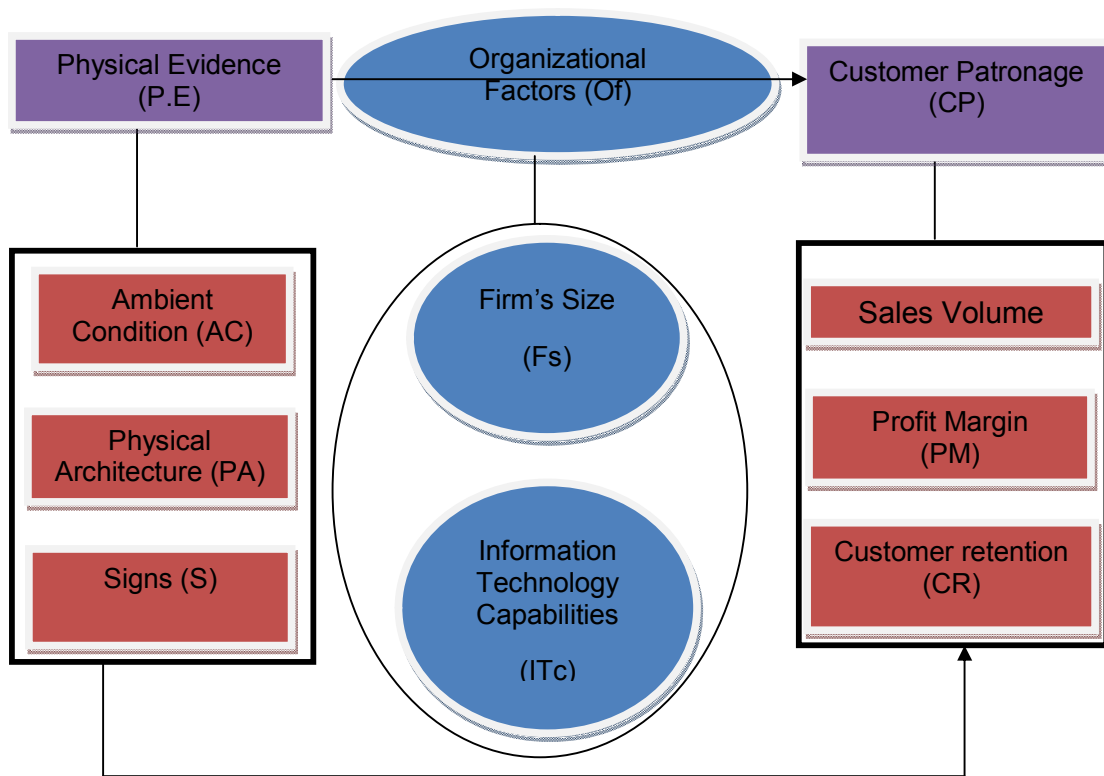 Physical Evidence
(P.E)
Organizational
Factors (Of)
Customer Patronage
(CP)
Ambient
Condition (AC)
Physical
Architecture (PA)
Signs (S)
Firm's Size
(Fs)
Information
Technology
Capabilities
(ITc)
Sales Volume
Profit Margin
(PM)
Customer retention
(CR)